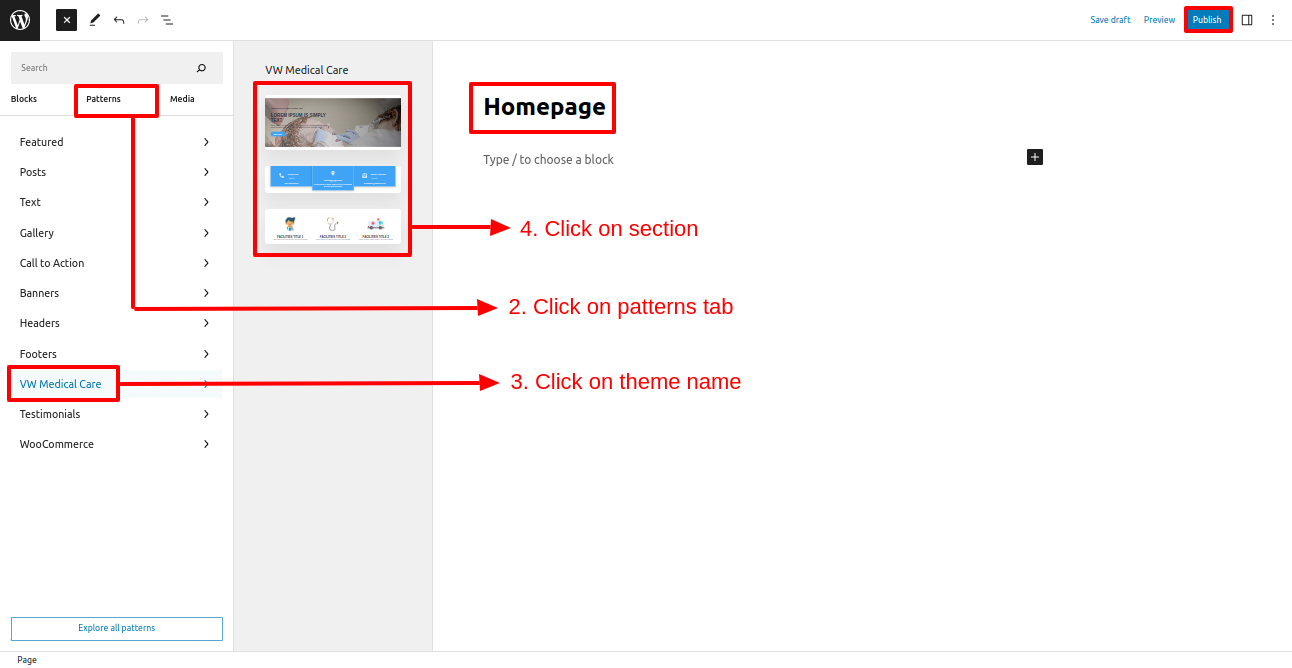 Save draft
Preview
Publish
Search
Blocks
Patterns
Media
Featured
Posts
Text
Gallery
Call to Action
Banners
Headers
Footers
VW Medical Care
Testimonials
WooCommerce
Explore all patterns
Page
VW Medical Care
LOREM IPSUM IS SIMPLY
TEXT
FACILITIES TITLE 1
FACILITIES TITLE 2
FACILITIES TITLE 3
Homepage
Type / to choose a block
4. Click on section
2. Click on patterns tab
3. Click on theme name